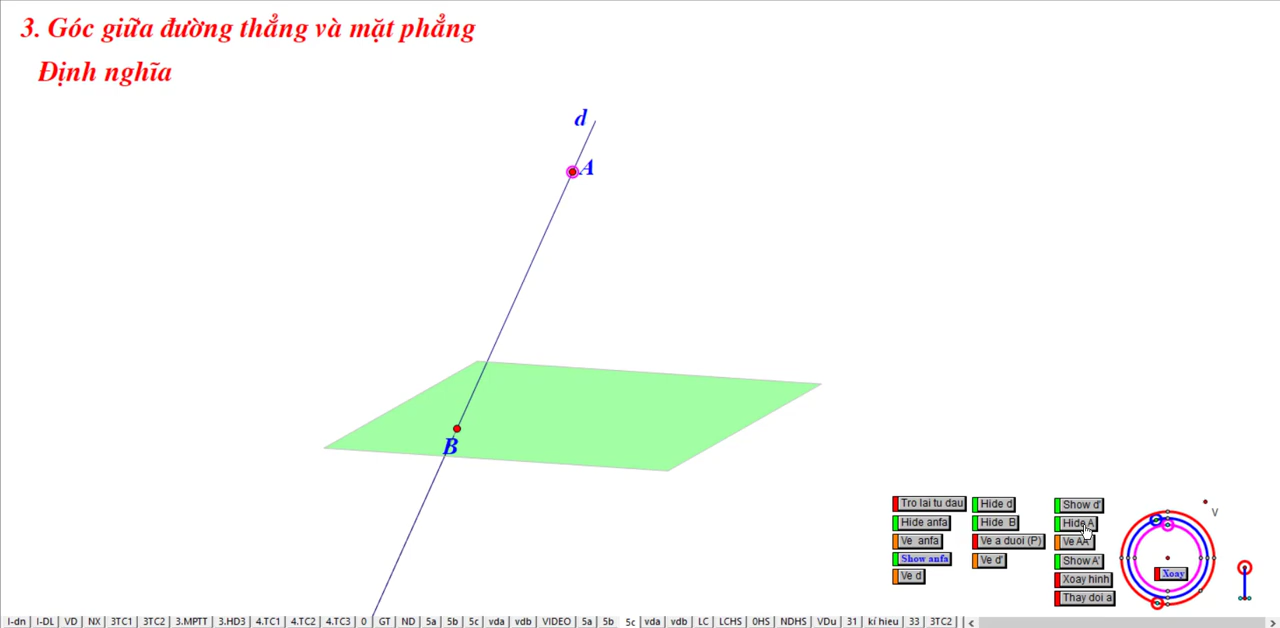 3. Góc giữa đường thẳng và mặt phẳng
Định nghĩa
d
A
B
Tro lai tu dau
Hide d
Show d'
Hide anfa
Hide B
Hide A
Ve anfa
Ve a duoi (P)
Ve AA'
Show anfa
Ve d'
Show A'
Ve d
Xoay hinh
Thay doi a
V
Xoay
I-dn | I-DL | VD | NX | 3TC1 | 3TC2 | 3.MPTT | 3.HD3 | 4.TC1 | 4.TC2 | 4.TC3 | 0 | GT | ND | 5a | 5b | 5c | vda | vdb | VIDEO | 5a | 5b | 5c | vda | vdb | LC | LCHS | 0HS | NDHS | VDu | 31 | kí hieu | 33 | 3TC2 |